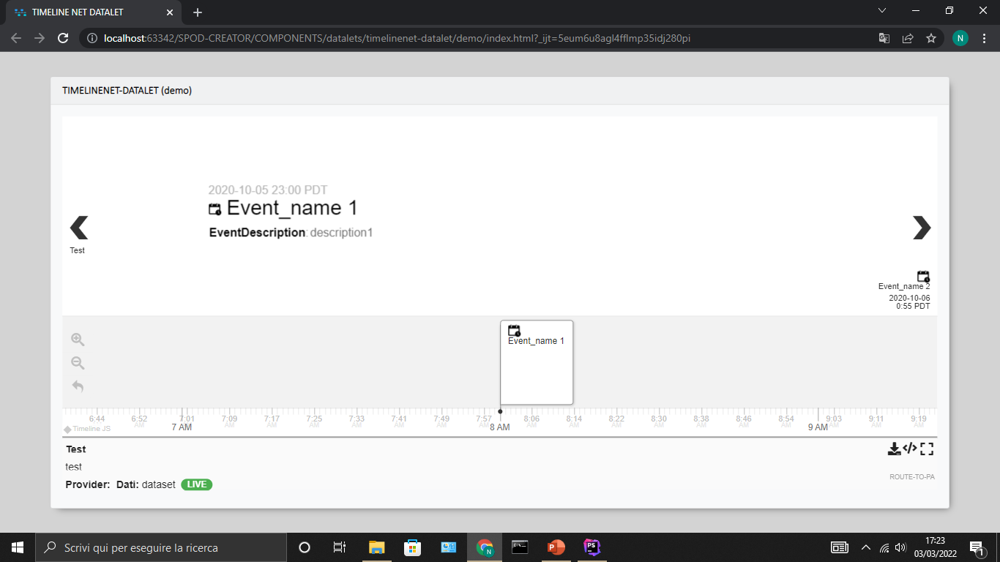 TIMELINE NET DATALET
localhost:63342/SPOD-CREATOR/COMPONENTS/datalets/timelinenet-datalet/demo/index.html?_ijt=5eum6u8agl4fflmp35idj280pi
N
TIMELINENET-DATALET (demo)
2020-10-05 23:00 PDT
Event_name 1
EventDescription: description1
Test
Event_name 2
2020-10-06
0:55 PDT
Event_name 1
6:44 6:52 AM 7:01 AM 7:09 AM 7:17 AM 7:25 AM 7:33 AM 7:41 AM 7:49 AM 7:57 AM 8:06 AM 8:14 AM 8:22 AM 8:30 AM 8:38 AM 8:46 AM 8:54 AM 9:03 AM 9:11 AM 9:19 AM
Timeline JS 7 AM 8 AM 9 AM
Test
test
Provider: Dati: dataset LIVE
ROUTE-TO-PA
Scrivi qui per eseguire la ricerca
N
P
PS
17:23
03/03/2022
1